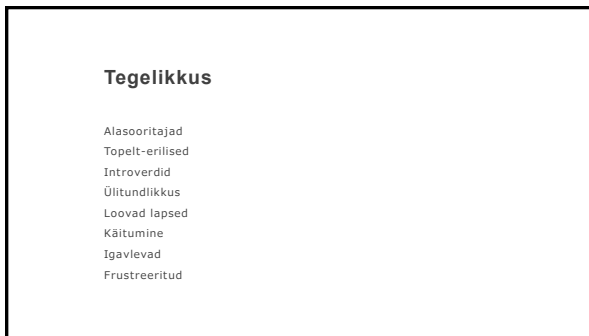 Tegelikkus
Alasooritajad
Topelt-erilised
Introverdid
Ülitundlikkus
Loovad lapsed
Käitumine
Igavlevad
Frustreeritud